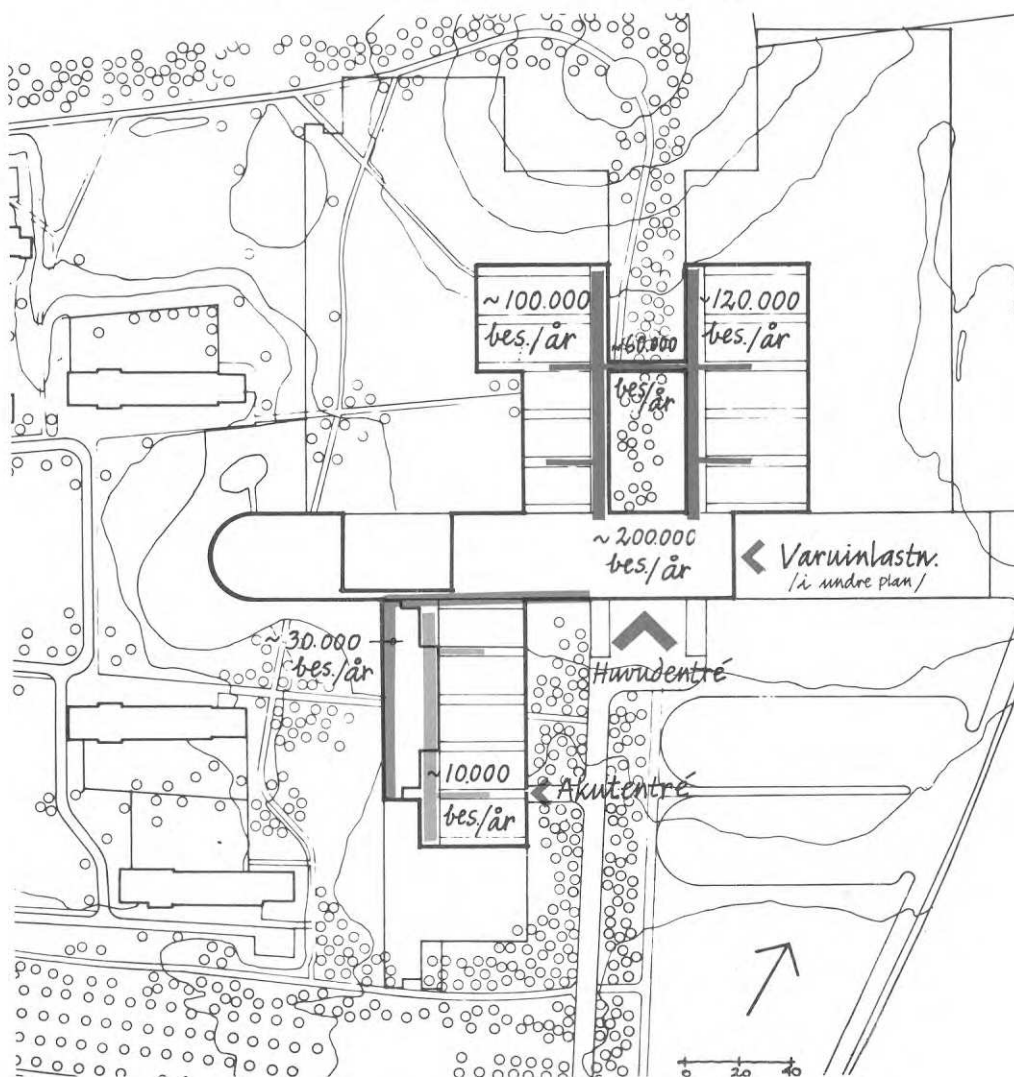 ~100.000
bes./år
~120.000
bes./år
~60.000
bes/år
~200.000
bes./år
Varuinlastn.
/i undre plan/
~30.000
bes./år
Huvudentré
~10.000
bes./år
Akutentré
0 20 40